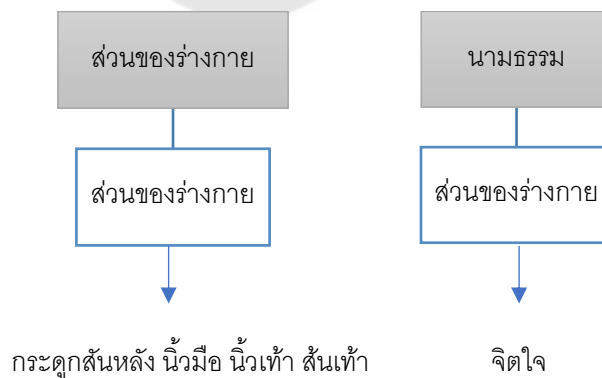 ส่วนของร่างกาย
นามธรรม
ส่วนของร่างกาย
ส่วนของร่างกาย
กระดูกสันหลัง นิ้วมือ นิ้วเท้า ส้นเท้า
จิตใจ